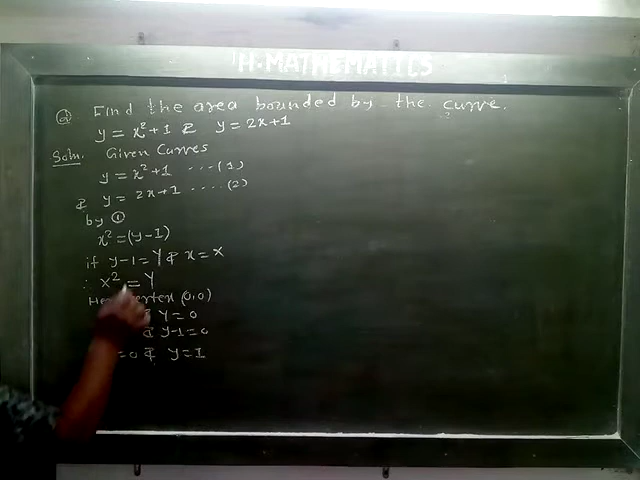 H-MATHEMATICS
Q Find the area bounded by the curve.
y = x²+1 & y = 2x+1
Soln. Given Curves
y = x²+1 ---(1)
& y = 2x+1 ....(2)
by ①
x² = (y-1)
if y-1 = Y & x = X
∴ X² = Y
(0,0)
Y = 0
& y-1 = 0
=0 & y = 1